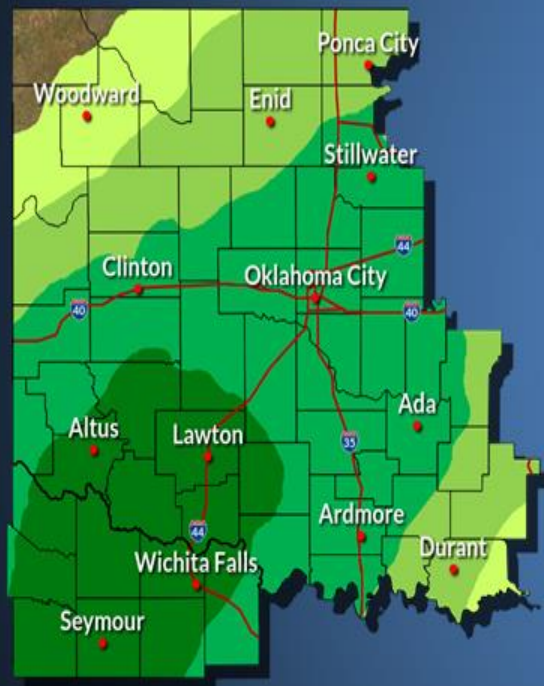 Ponca City
Woodward
Enid
Stillwater
44
Clinton
Oklahoma City
40
40
Ada
Altus
Lawton
35
Ardmore
44
Durant
Wichita Falls
Seymour